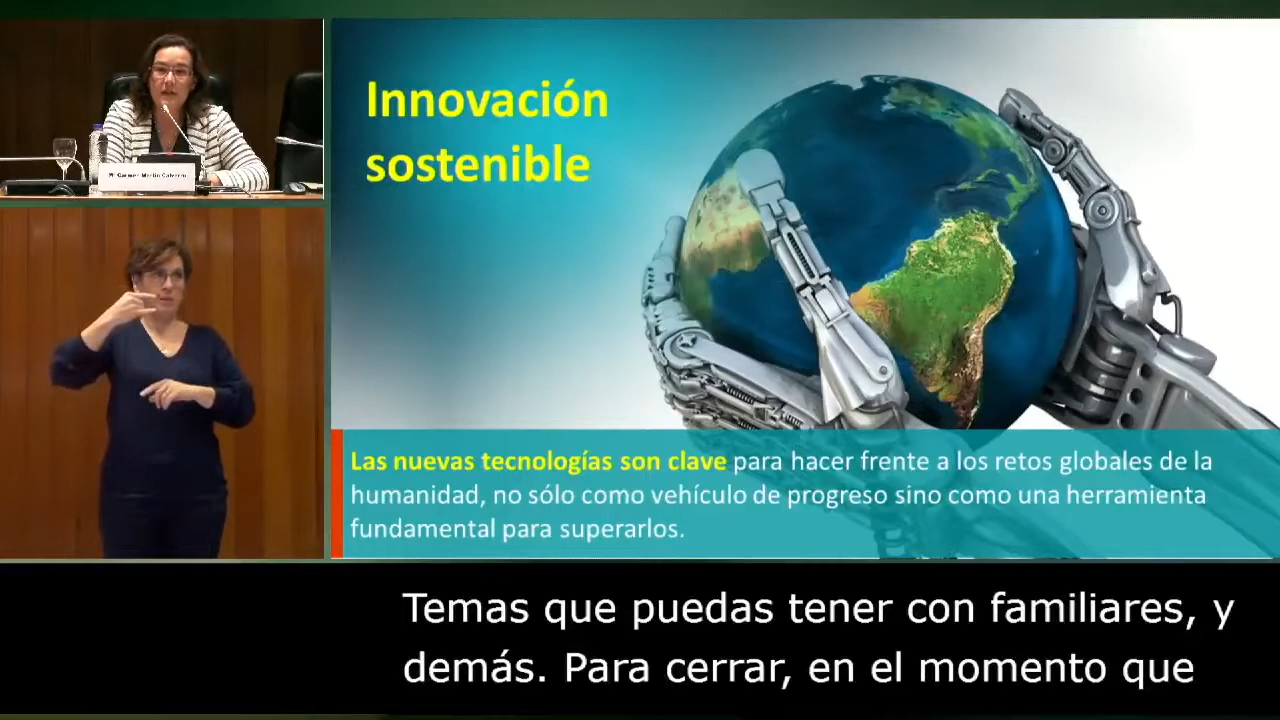 Innovación
sostenible
Las nuevas tecnologías son clave para hacer frente a los retos globales de la
humanidad, no sólo como vehículo de progreso sino como una herramienta
fundamental para superarlos.
Temas que puedas tener con familiares, y
demás. Para cerrar, en el momento que